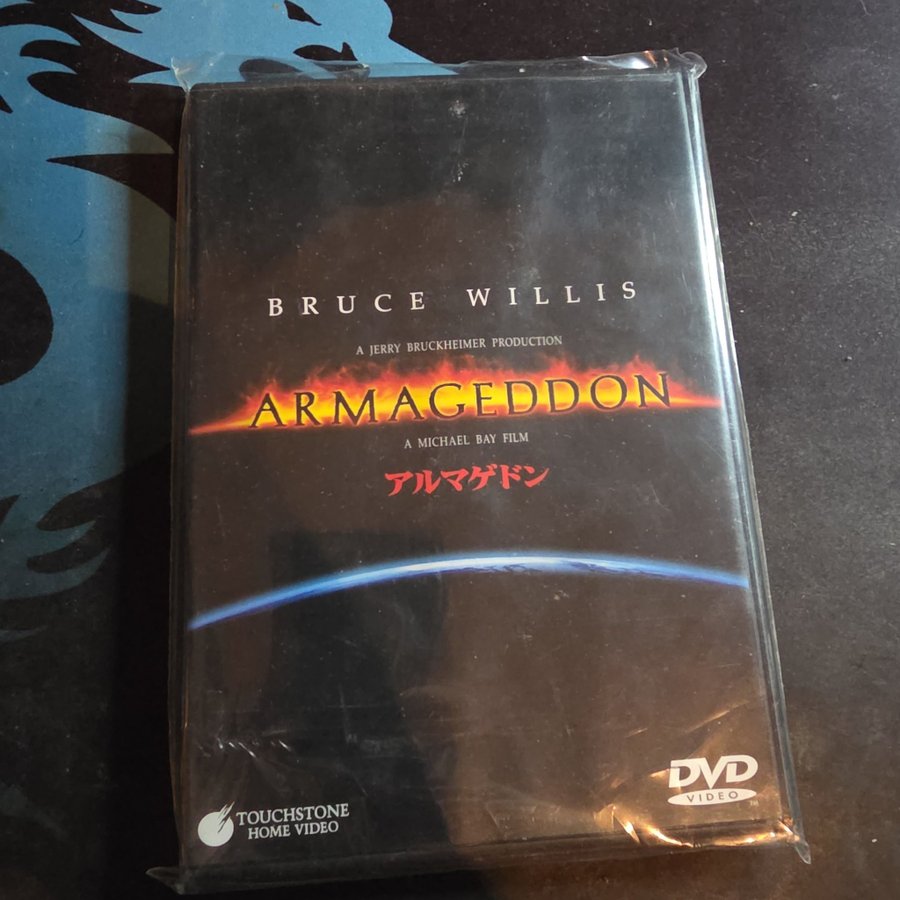 BRUCE WILLIS
A JERRY BRUCKHEIMER PRODUCTION
ARMAGEDDON
A MICHAEL BAY FILM
アルマゲドン
DVD
VIDEO
TM
TOUCHSTONE
HOME VIDEO